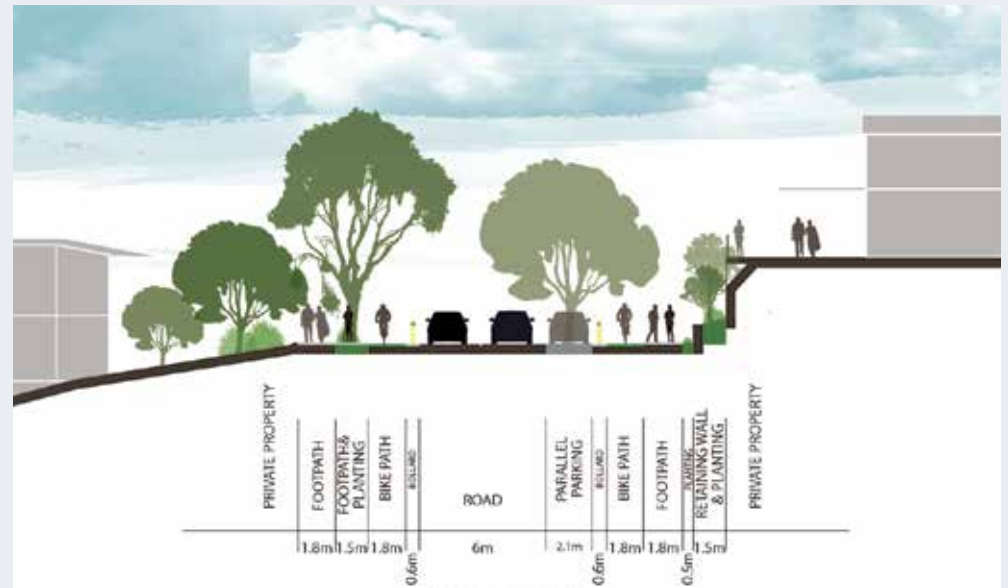 PRIVATE PROPERTY
FOOTPATH
FOOTPATH&
PLANTING
BIKE PATH
BOLLARD
ROAD
PARALLEL
PARKING
BOLLARD
BIKE PATH
FOOTPATH
PLANTING
RETAINING WALL
& PLANTING
PRIVATE PROPERTY
1.8m
1.5m
1.8m
0.6m
6m
2.1m
0.6m
1.8m
1.8m
0.5m
1.5m